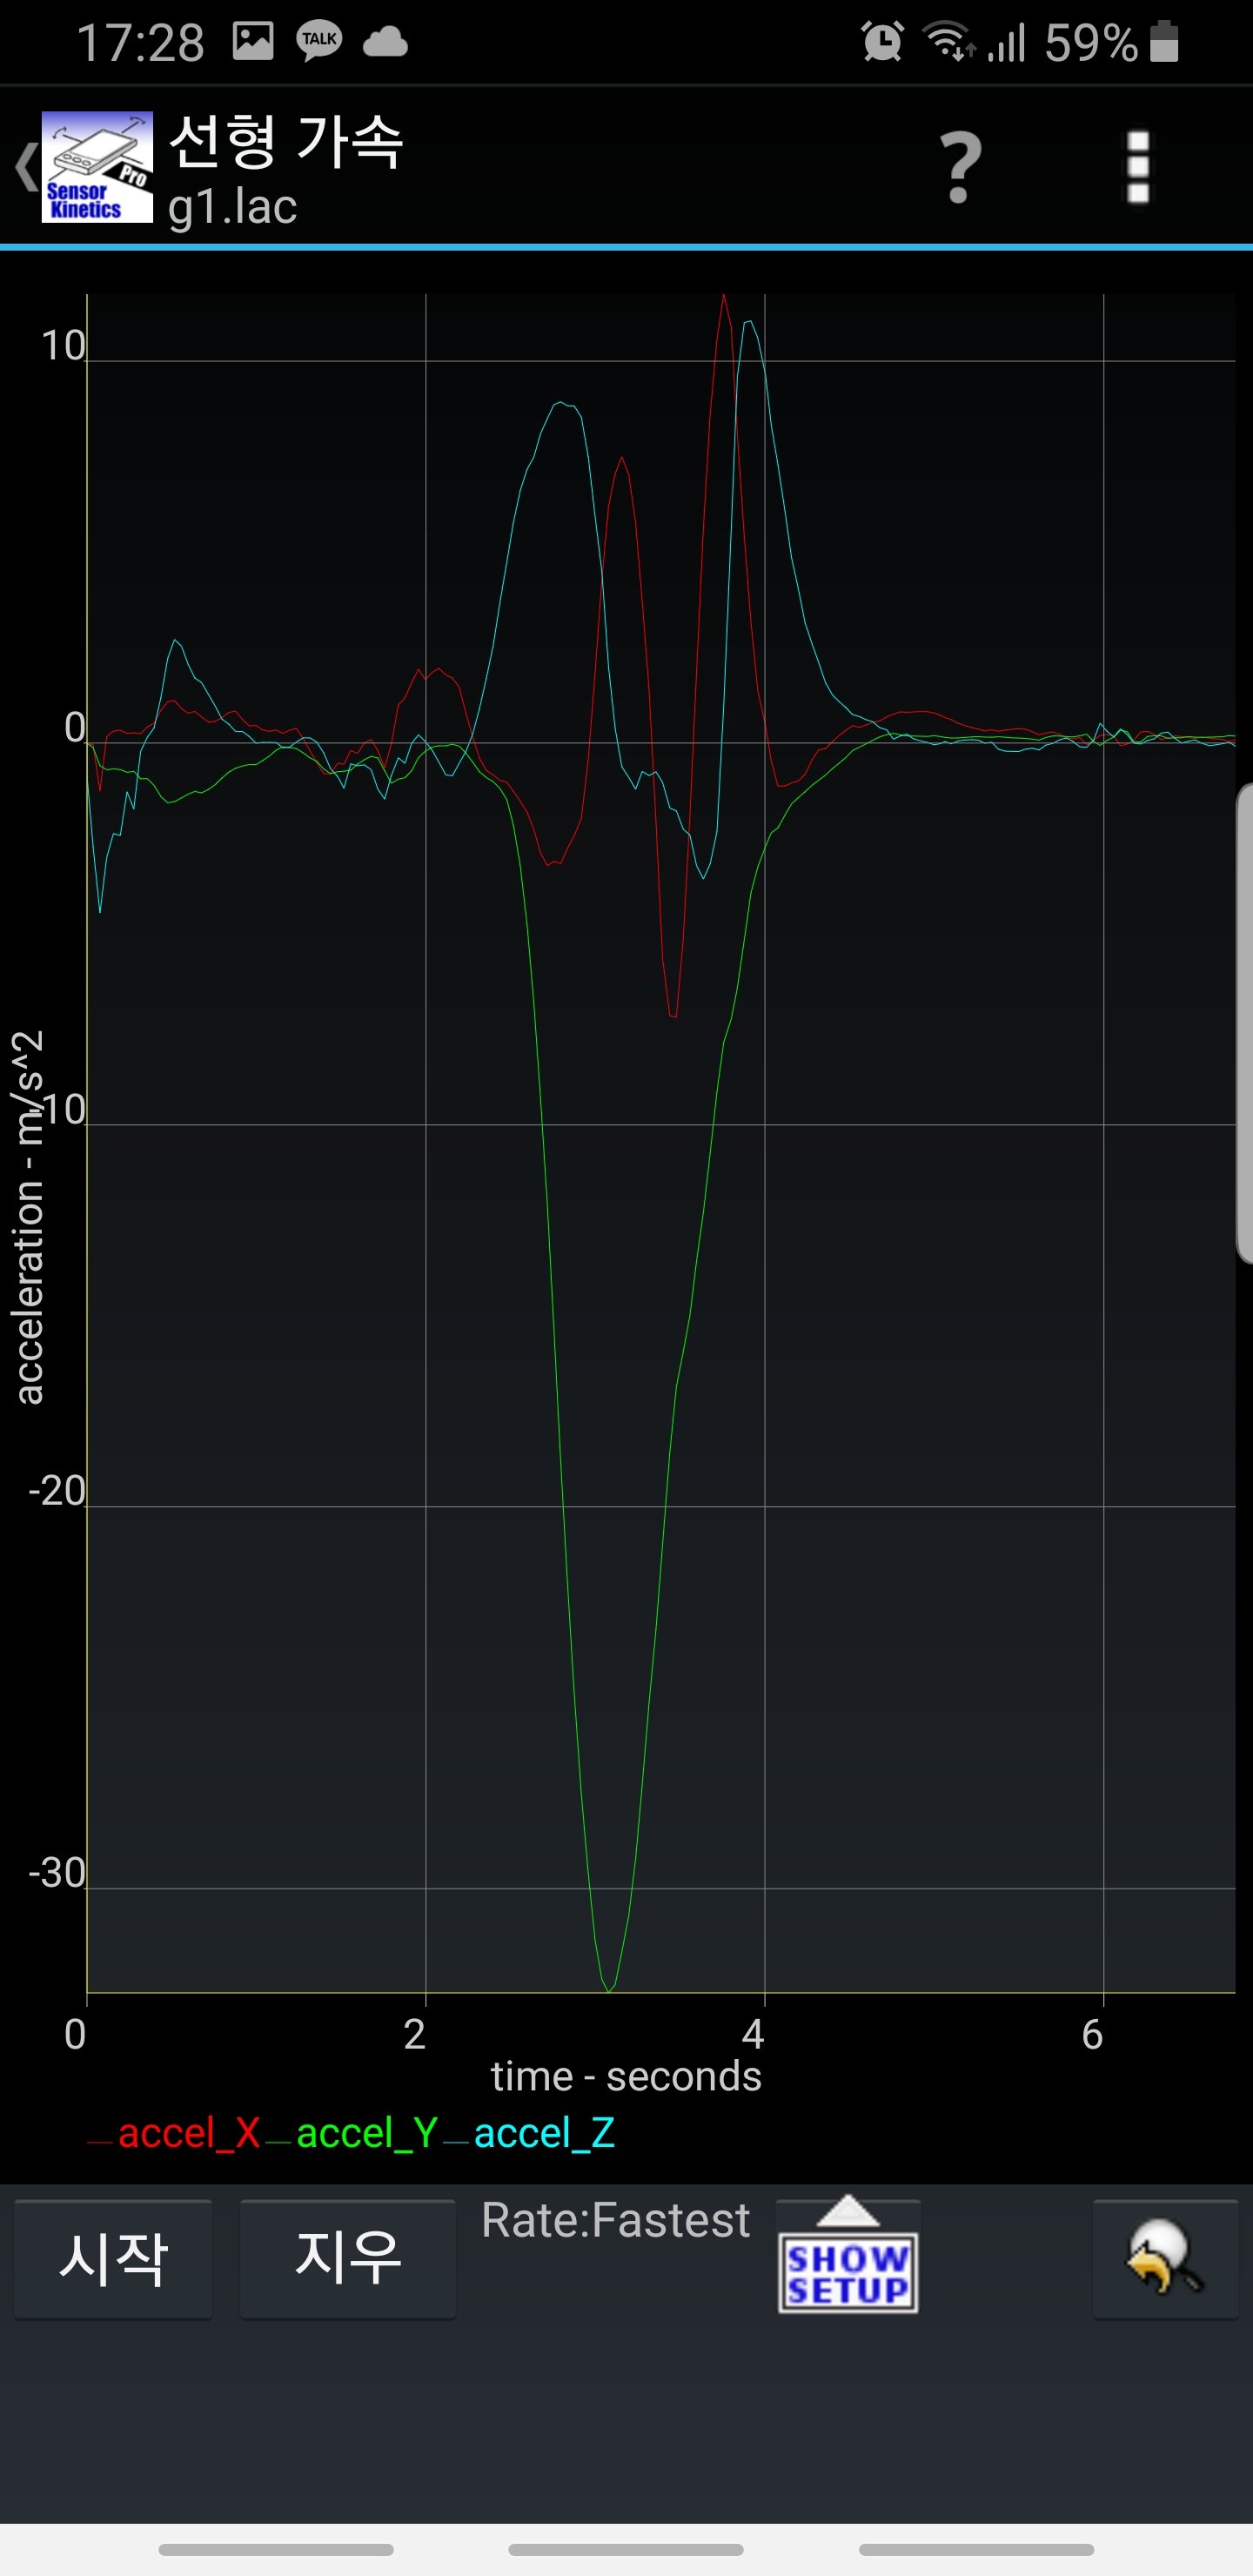 17:28 TALK 59%
Sensor Kinetics Pro
선형 가속
g1.lac
?
10
0
-10
-20
-30
acceleration - m/s^2
0 2 4 6
time - seconds
accel_X accel_Y accel_Z
시작 지우 Rate:Fastest SHOW SETUP